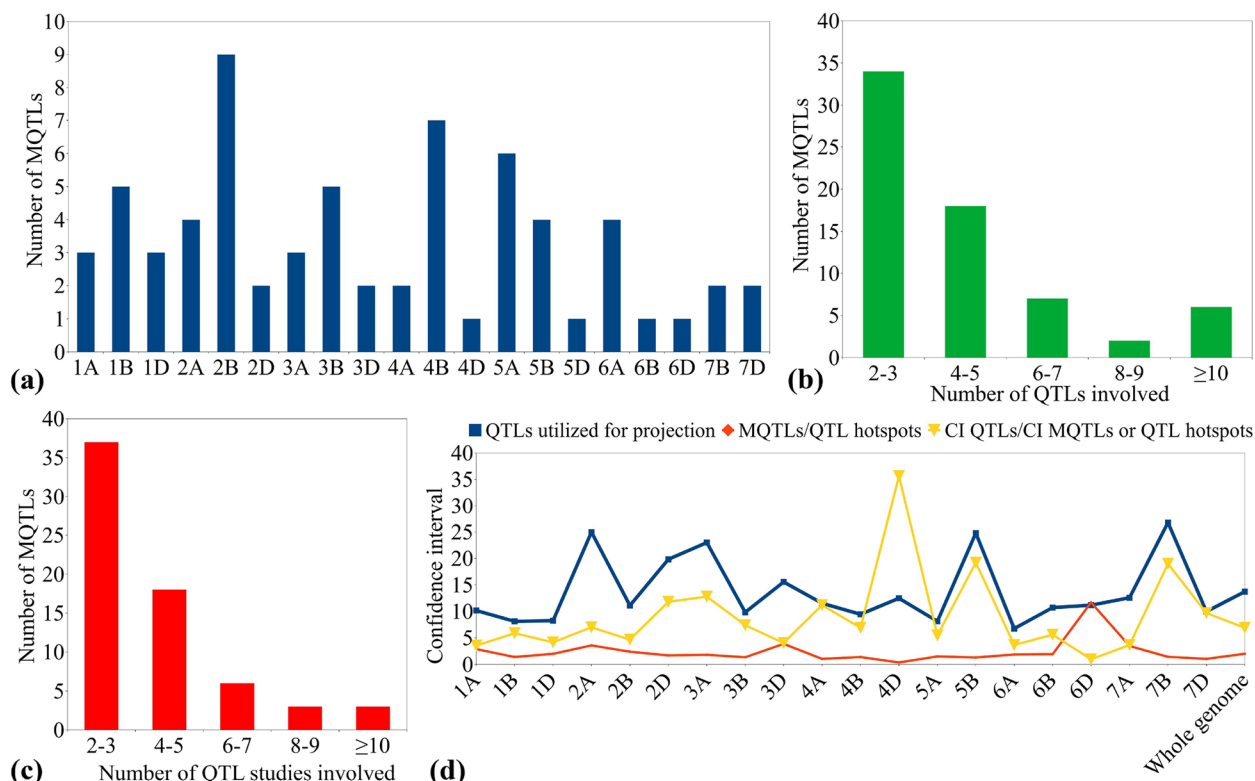 10
9
8
7
6
5
4
3
2
1
0
Number of MQTLs
1A 1B 1D 2A 2B 2D 3A 3B 3D 4A 4B 4D 5A 5B 5D 6A 6B 6D 7B 7D
(a)
40
35
30
25
20
15
10
5
0
Number of MQTLs
2-3 4-5 6-7 8-9 ≥10
Number of QTLs involved
(b)
40
35
30
25
20
15
10
5
0
Number of MQTLs
2-3 4-5 6-7 8-9 ≥10
Number of QTL studies involved
(c)
QTLs utilized for projection MQTLs/QTL hotspots CI QTLs/CI MQTLs or QTL hotspots
40
35
30
25
20
15
10
5
0
Confidence interval
1A 1B 1D 2A 2B 2D 3A 3B 3D 4A 4B 4D 5A 5B 6A 6B 6D 7A 7B 7D Whole genome
(d)